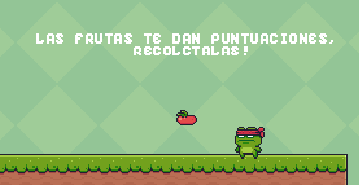 LAS FRUTAS TE DAN PUNTUACIONES,
RECOLCTALAS!